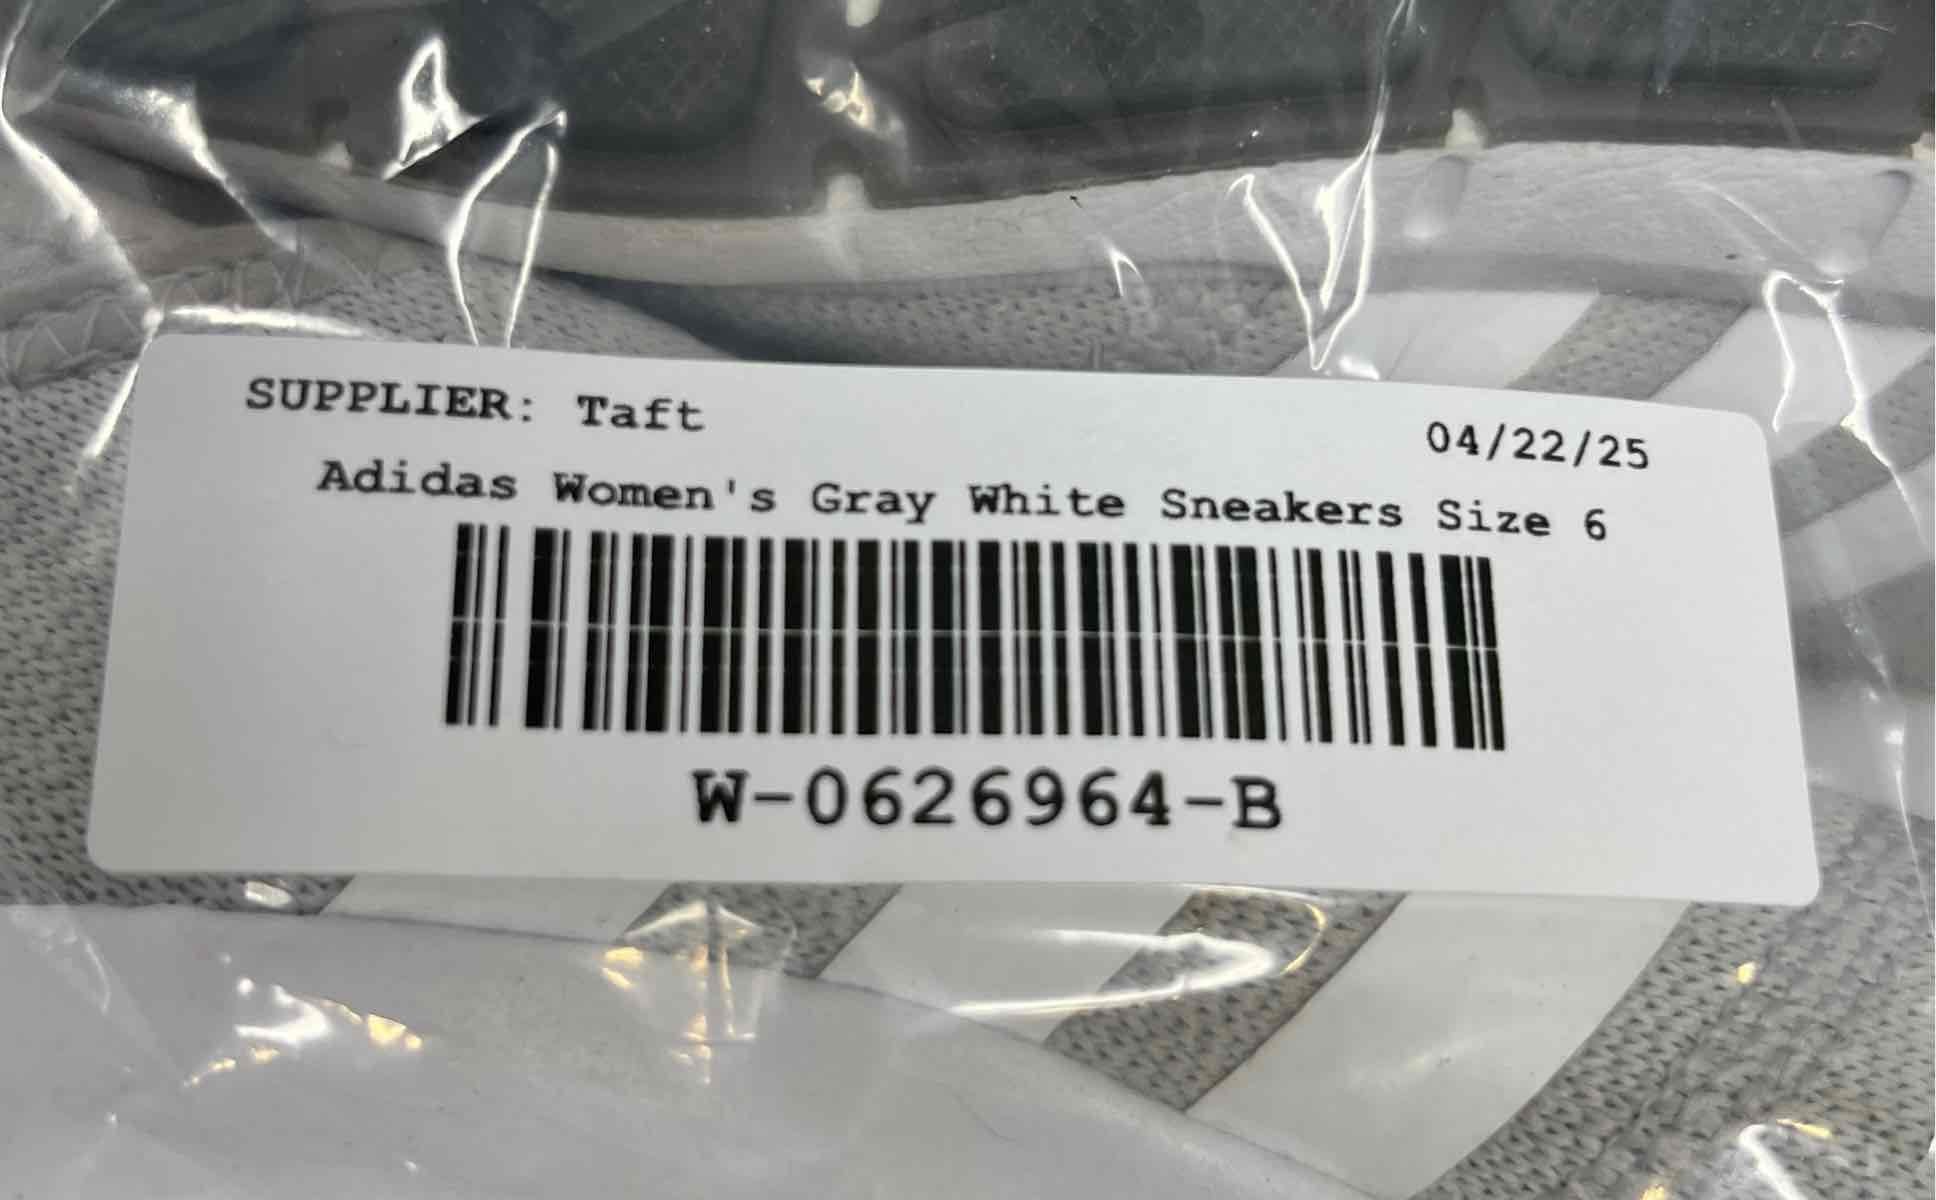 SUPPLIER: Taft
04/22/25
Adidas Women's Gray White Sneakers Size 6
W-0626964-B